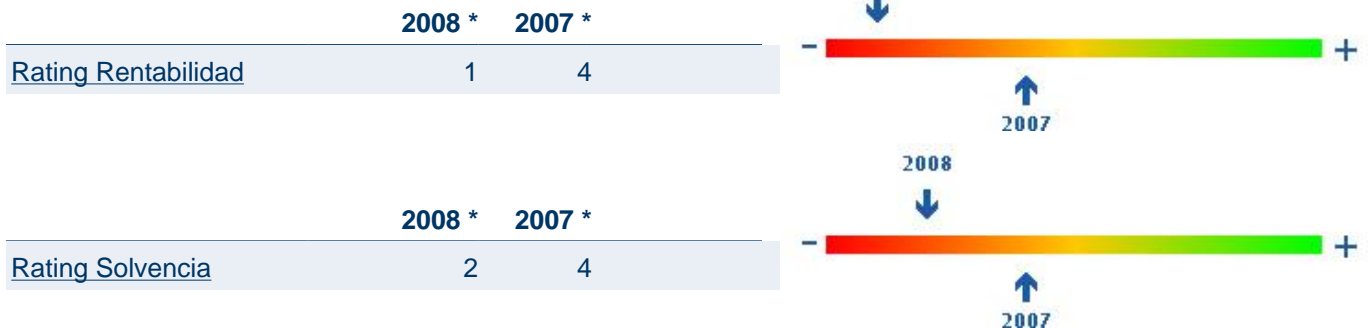 2008 * 2007 *
- +
Rating Rentabilidad 1 4
2007
2008
2008 * 2007 *
- +
Rating Solvencia 2 4
2007